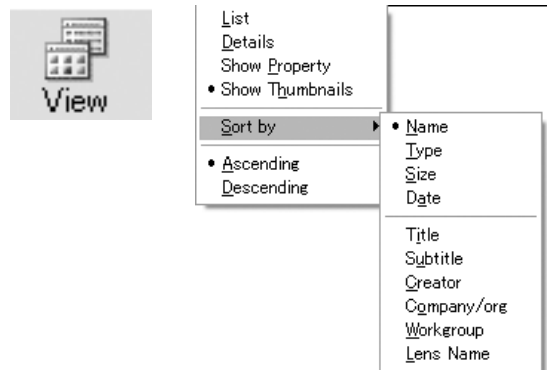 View
List
Details
Show Property
Show Thumbnails
Sort by
Ascending
Descending
Name
Type
Size
Date
Title
Subtitle
Creator
Company/org
Workgroup
Lens Name